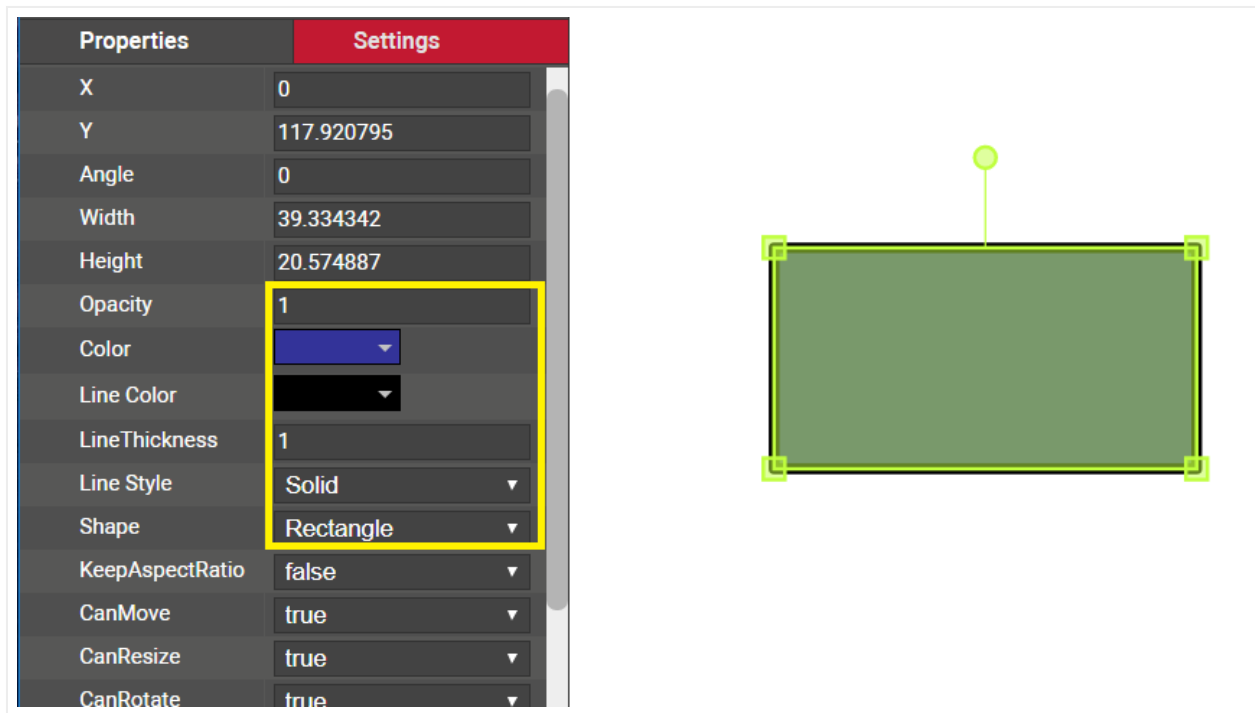 Properties Settings
X 0
Y 117.920795
Angle 0
Width 39.334342
Height 20.574887
Opacity 1
Color
Line Color
LineThickness 1
Line Style Solid
Shape Rectangle
KeepAspectRatio false
CanMove true
CanResize true
CanRotate true